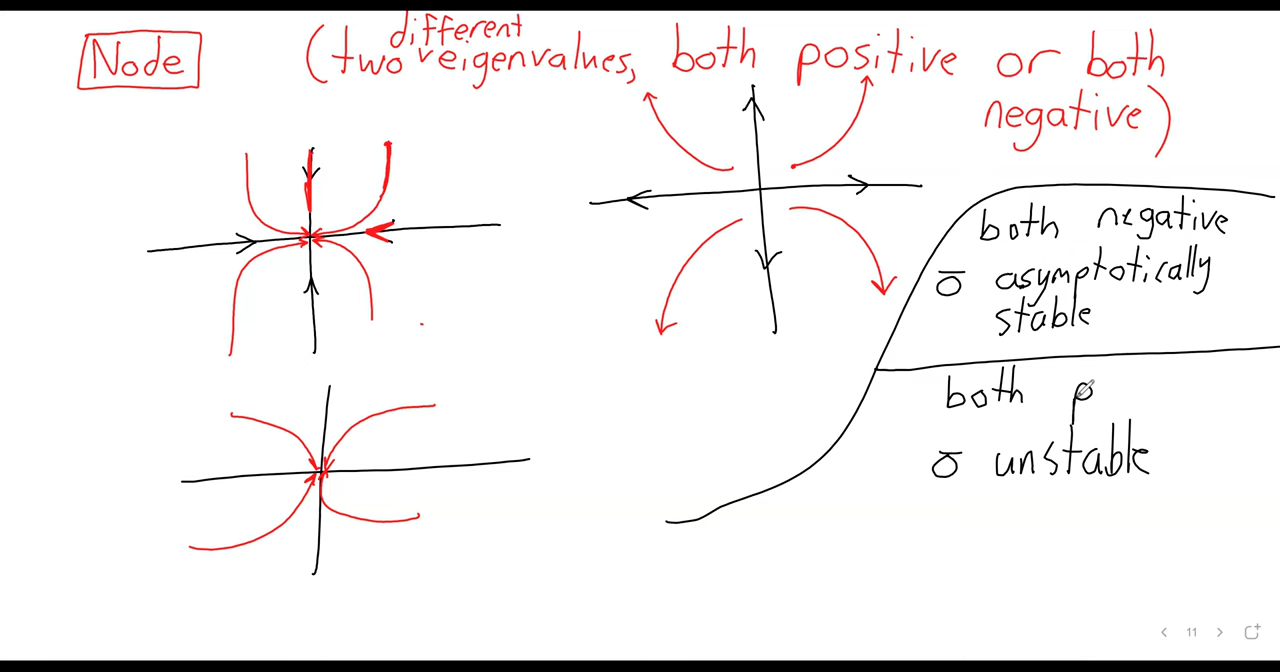 Node
(two different eigenvalues, both positive or both
negative)
both negative
ō asymptotically
stable
both p
ō unstable
11